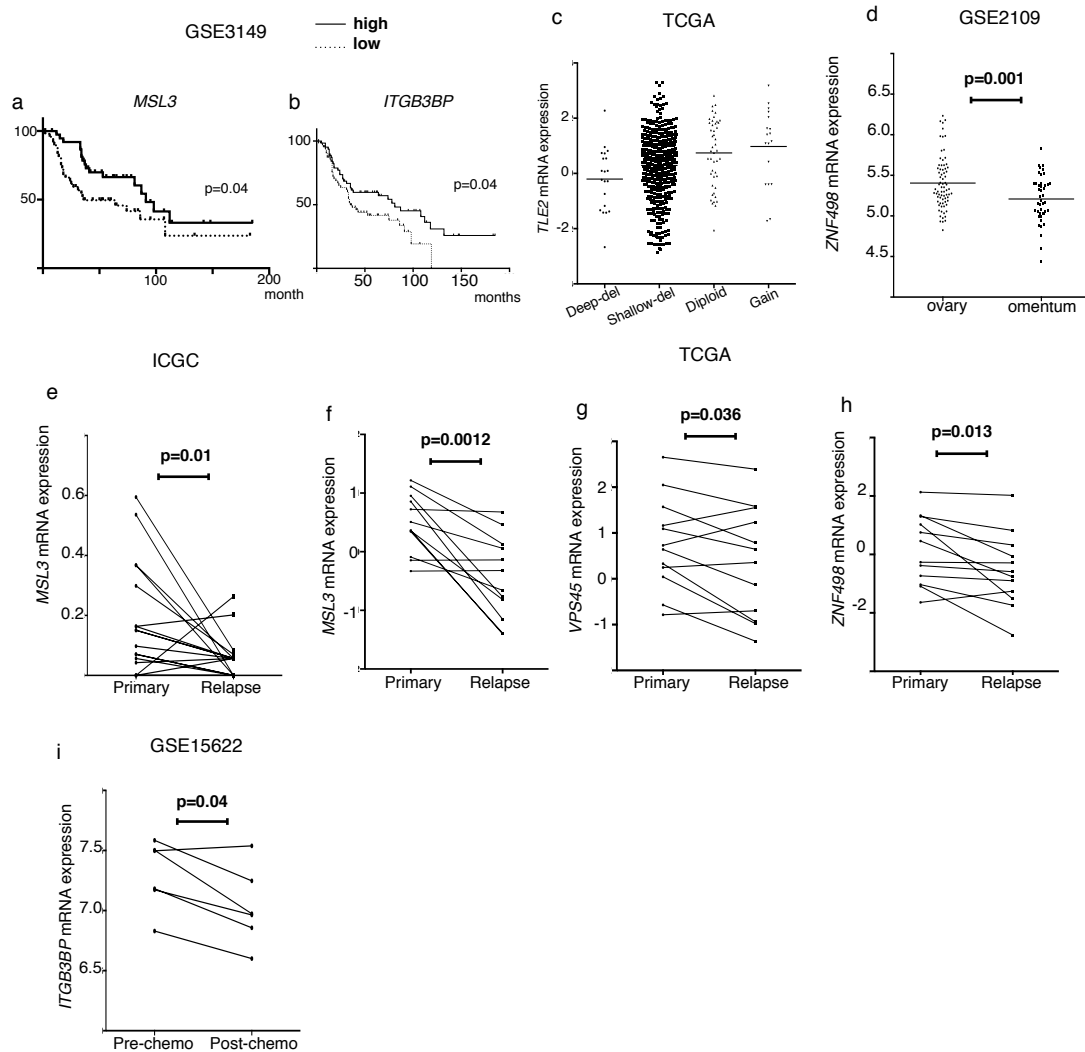 GSE3149
high
low
a
MSL3
100
50
p=0.04
100
200
month
b
ITGB3BP
100
50
p=0.04
50
100
150
months
c
TCGA
TLE2 mRNA expression
2
0
-2
Deep-del
Shallow-del
Diploid
Gain
d
GSE2109
p=0.001
ZNF498 mRNA expression
6.5
6.0
5.5
5.0
4.5
ovary
omentum
ICGC
e
p=0.01
MSL3 mRNA expression
0.6
0.4
0.2
Primary
Relapse
TCGA
f
p=0.0012
MSL3 mRNA expression
1
0
-1
Primary
Relapse
g
p=0.036
VPS45 mRNA expression
2
1
0
-1
Primary
Relapse
h
p=0.013
ZNF498 mRNA expression
2
0
-2
Primary
Relapse
i
GSE15622
p=0.04
ITGB3BP mRNA expression
7.5
7.0
6.5
Pre-chemo
Post-chemo